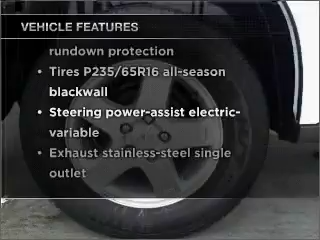 VEHICLE FEATURES
rundown protection
• Tires P235/65R16 all-season
blackwall
• Steering power-assist electric-
variable
• Exhaust stainless-steel single
outlet